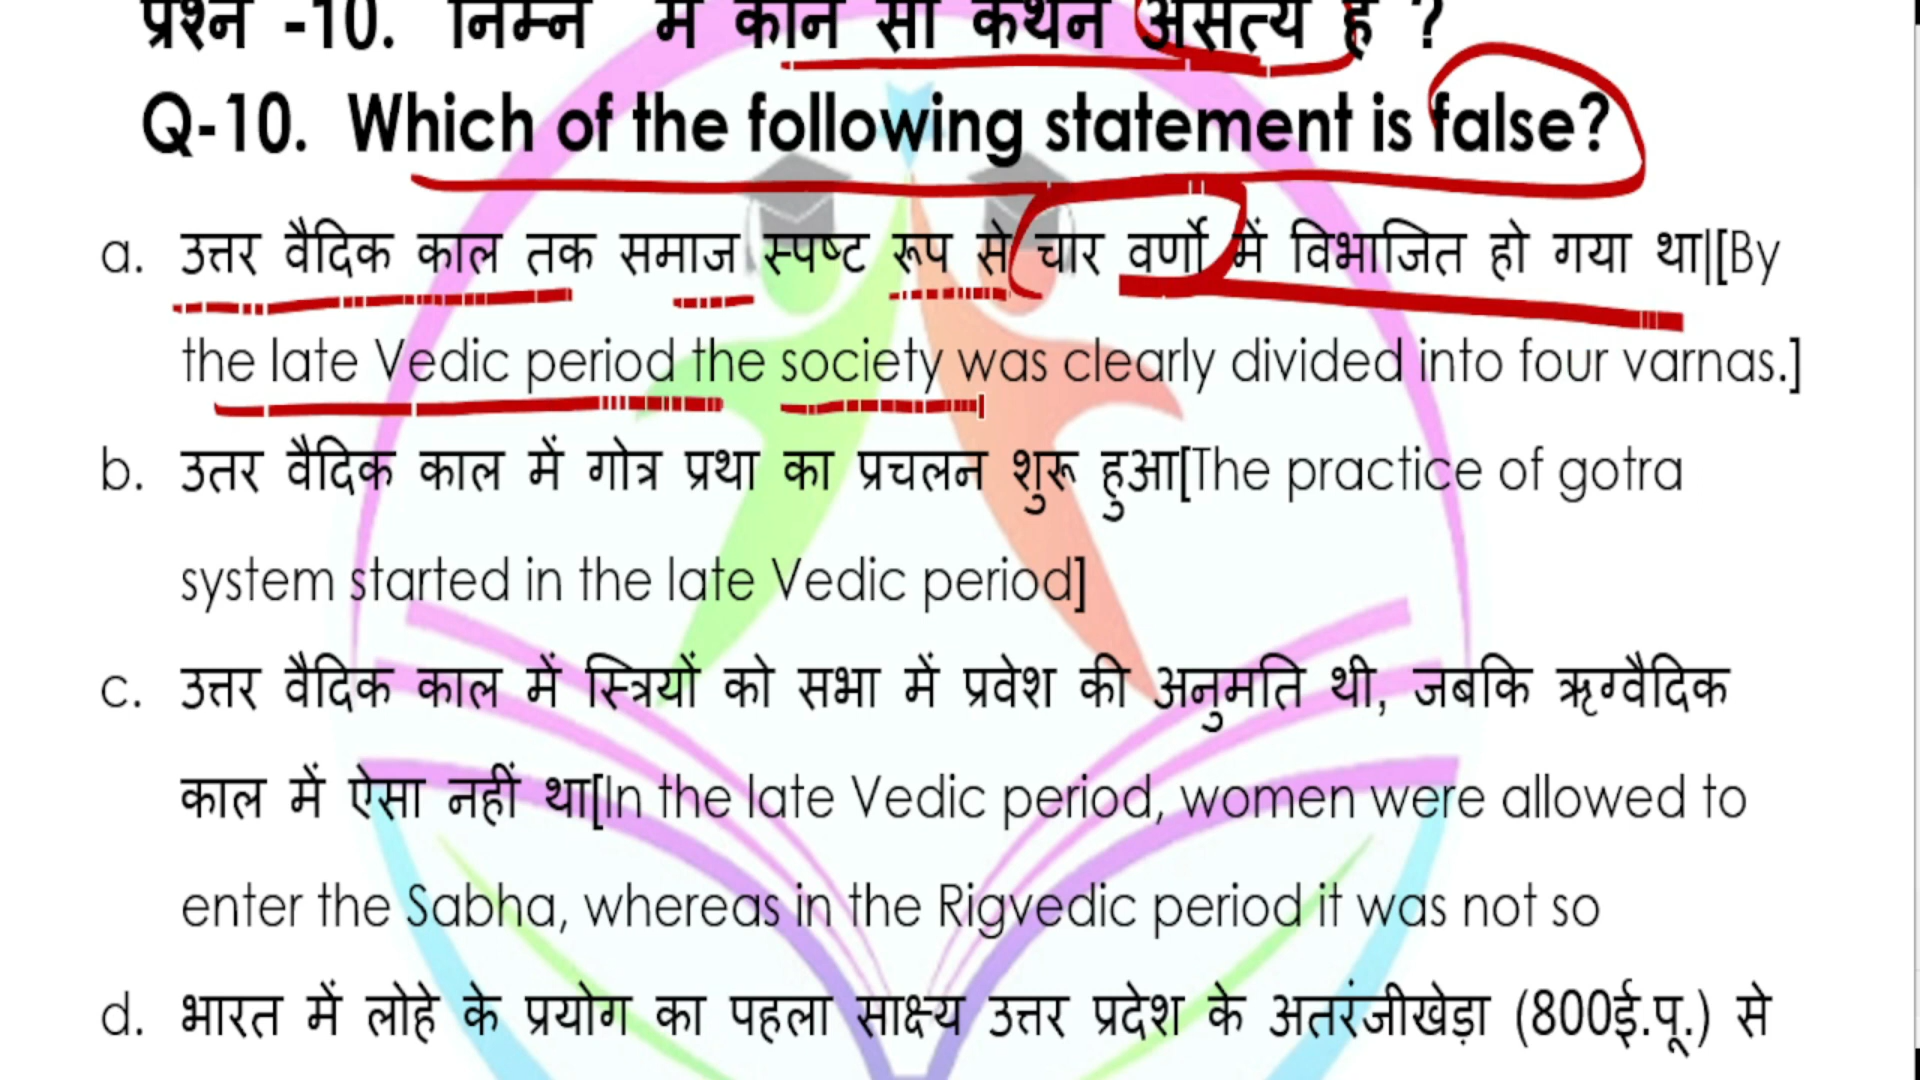 प्रश्न -10. निम्न में कौन सा कथन असत्य है ?
Q-10. Which of the following statement is false?
a. उत्तर वैदिक काल तक समाज स्पष्ट रूप से चार वर्णो में विभाजित हो गया था|[By
the late Vedic period the society was clearly divided into four varnas.]
b. उतर वैदिक काल में गोत्र प्रथा का प्रचलन शुरू हुआ[The practice of gotra
system started in the late Vedic period]
c. उत्तर वैदिक काल में स्त्रियों को सभा में प्रवेश की अनुमति थी, जबकि ऋग्वैदिक
काल में ऐसा नहीं था[In the late Vedic period, women were allowed to
enter the Sabha, whereas in the Rigvedic period it was not so
d. भारत में लोहे के प्रयोग का पहला साक्ष्य उत्तर प्रदेश के अतरंजीखेड़ा (800ई.पू.) से